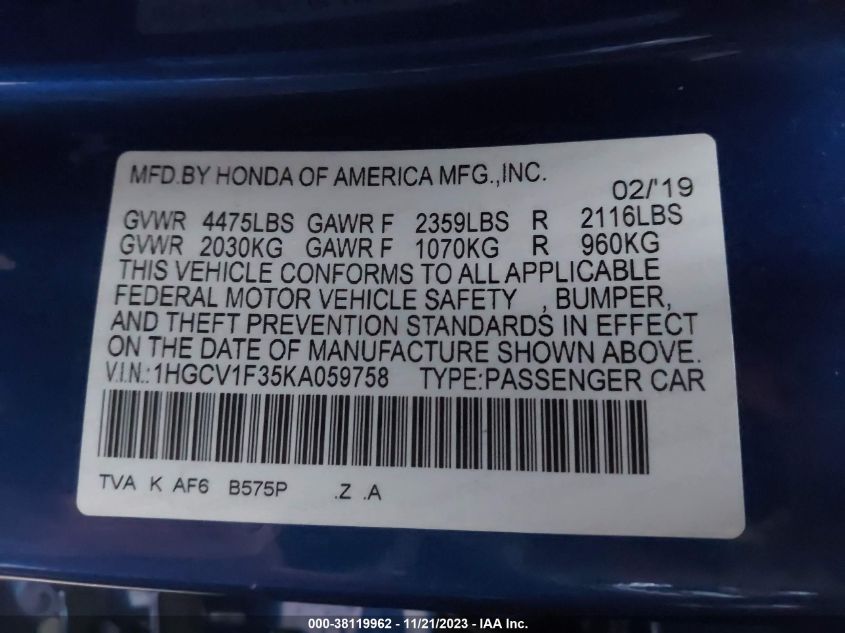 MFD.BY HONDA OF AMERICA MFG.,INC.
02/'19
GVWR 4475LBS GAWR F 2359LBS R 2116LBS
GVWR 2030KG GAWR F 1070KG R 960KG
THIS VEHICLE CONFORMS TO ALL APPLICABLE
FEDERAL MOTOR VEHICLE SAFETY , BUMPER,
AND THEFT PREVENTION STANDARDS IN EFFECT
ON THE DATE OF MANUFACTURE SHOWN ABOVE.
V.I.N.:1HGCV1F35KA059758 TYPE:PASSENGER CAR
TVA K AF6 B575P .Z .A
000-38119962 - 11/21/2023 - IAA Inc.